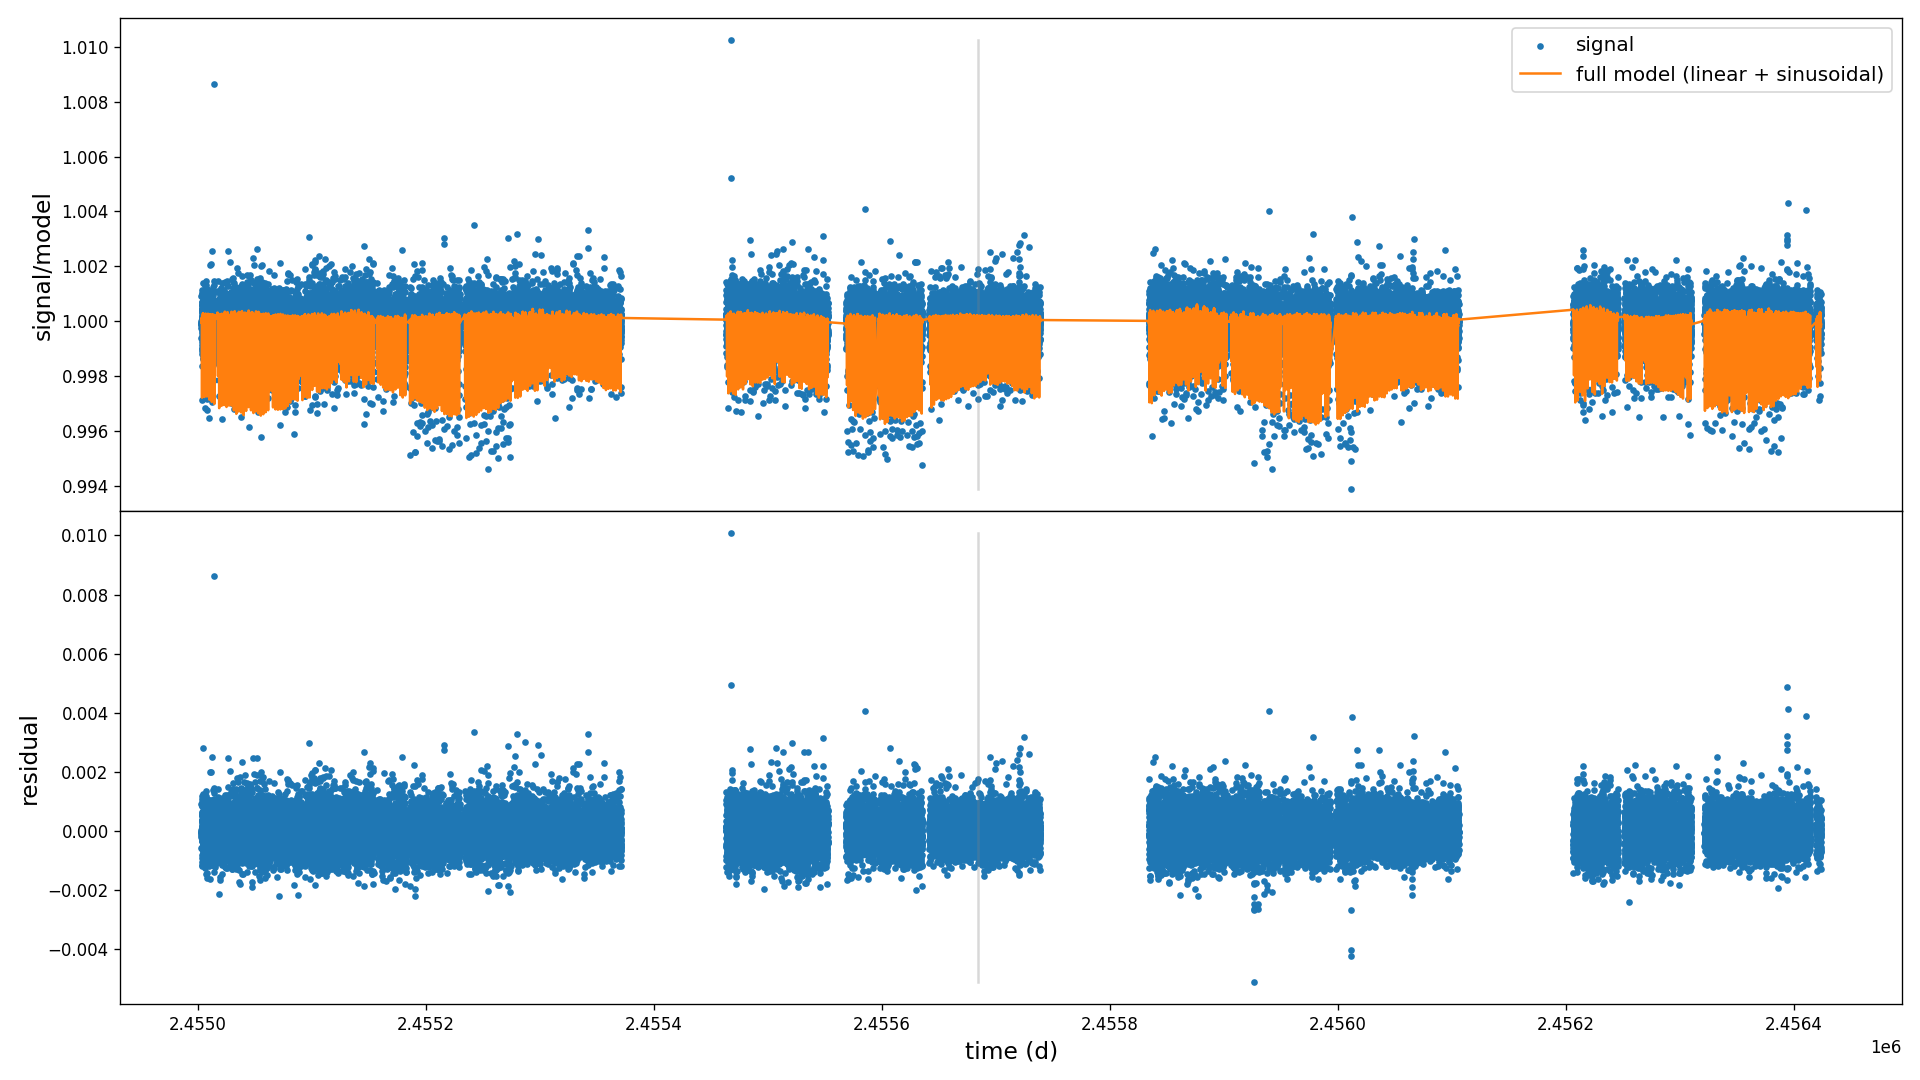 signal
full model (linear + sinusoidal)
signal/model
1.010
1.008
1.006
1.004
1.002
1.000
0.998
0.996
0.994
residual
0.010
0.008
0.006
0.004
0.002
0.000
−0.002
−0.004
2.4550 2.4552 2.4554 2.4556 2.4558 2.4560 2.4562 2.4564
time (d)
1e6